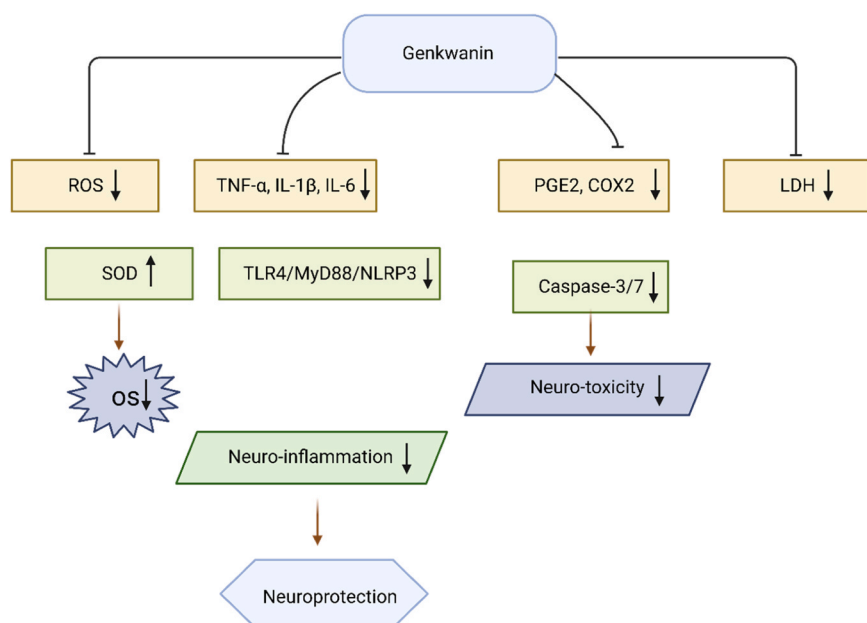 Genkwanin
ROS ↓
TNF-α, IL-1β, IL-6 ↓
PGE2, COX2 ↓
LDH ↓
SOD ↑
TLR4/MyD88/NLRP3 ↓
Caspase-3/7 ↓
OS ↓
Neuro-toxicity ↓
Neuro-inflammation ↓
Neuroprotection